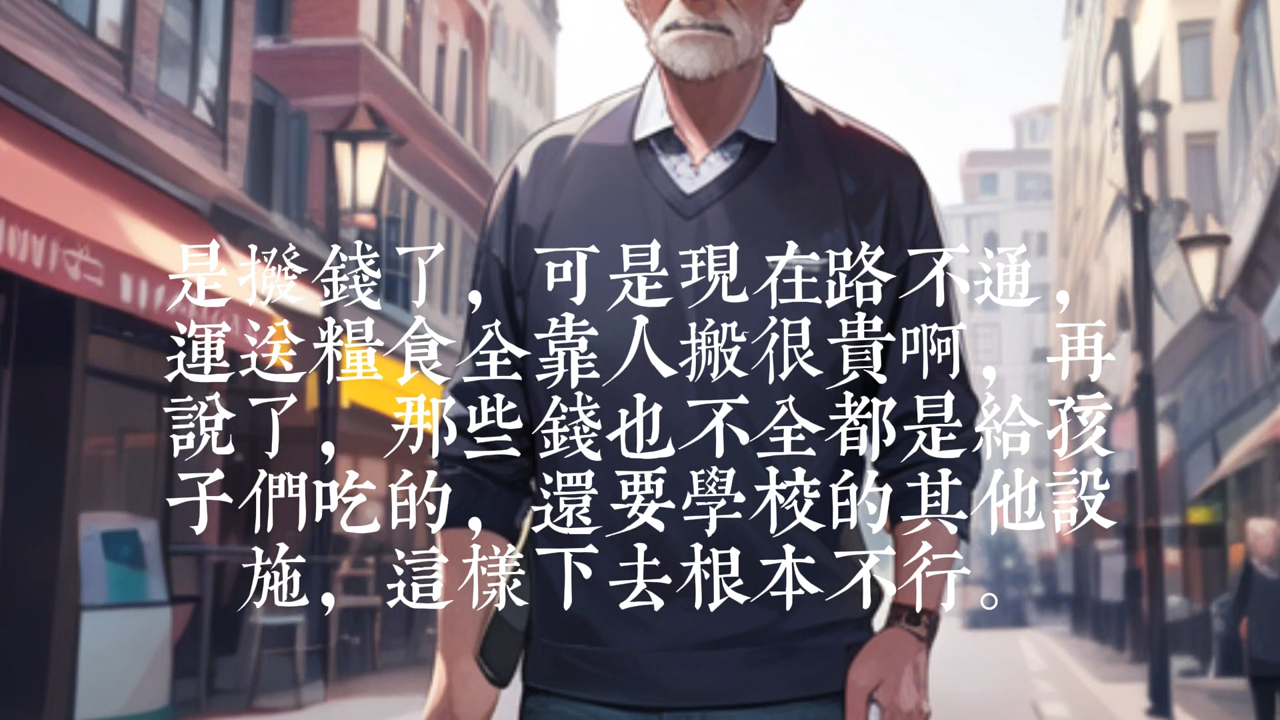 是撥錢了，可是現在路不通，
運送糧食全靠人搬很貴啊，再
說了，那些錢也不全都是給孩
子們吃的，還要學校的其他設
施，這樣下去根本不行。